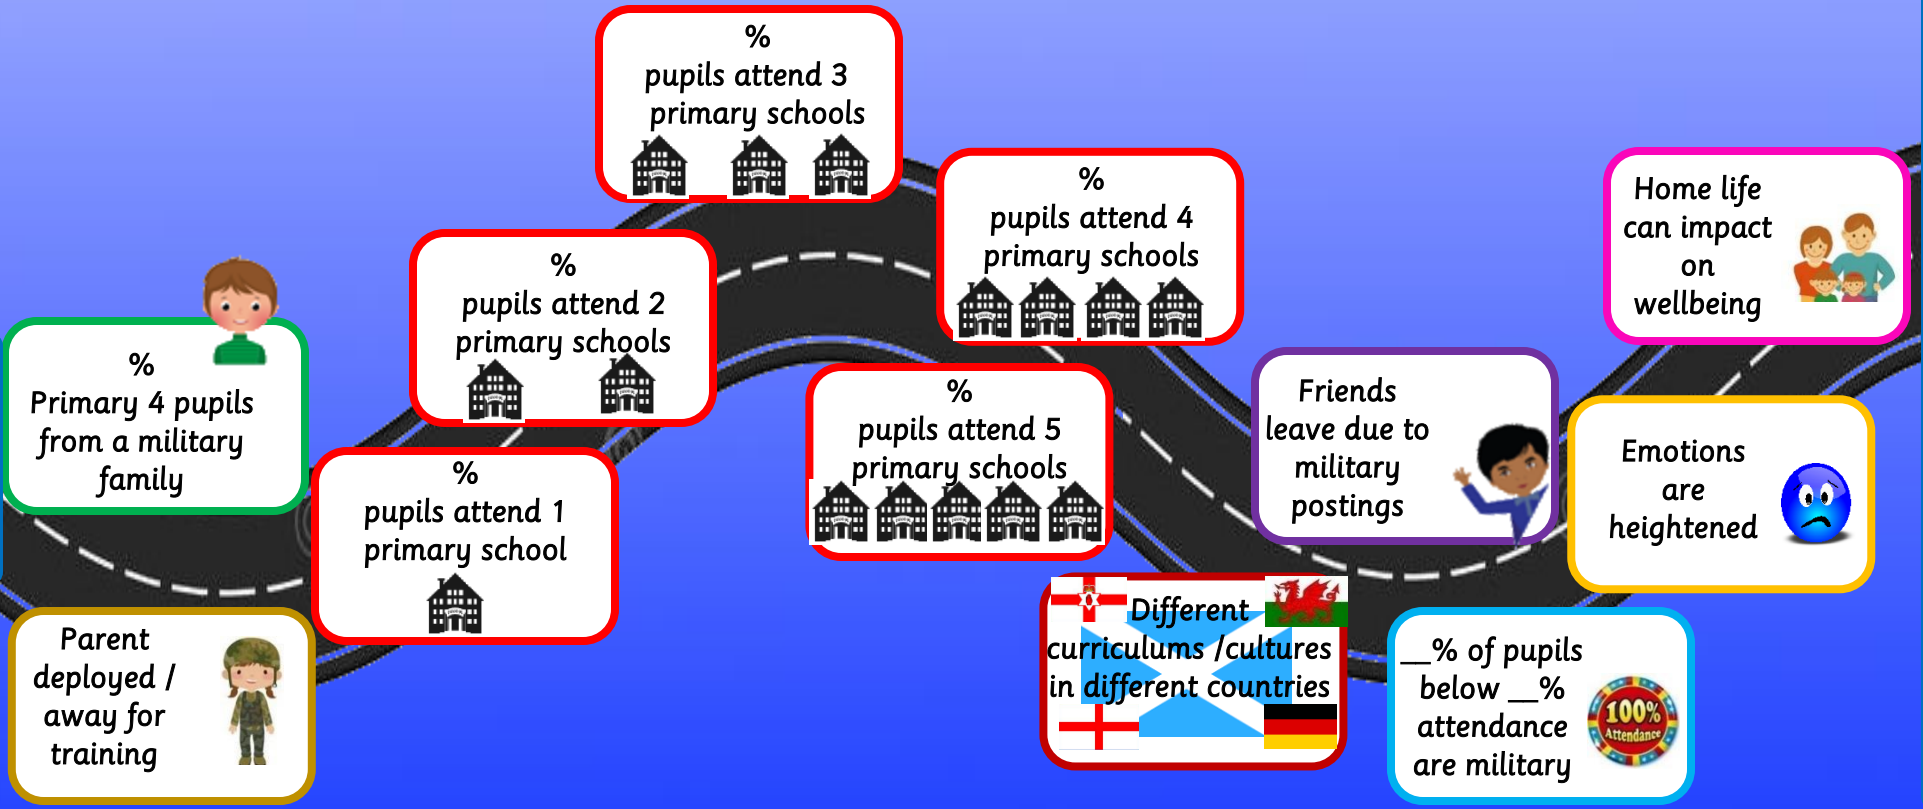 %
Primary 4 pupils
from a military
family
Parent
deployed /
away for
training
%
pupils attend 1
primary school
%
pupils attend 2
primary schools
%
pupils attend 3
primary schools
%
pupils attend 4
primary schools
%
pupils attend 5
primary schools
Different
curriculums /cultures
in different countries
Friends
leave due to
military
postings
__% of pupils
below __%
attendance
are military
100%
Attendance
Emotions
are
heightened
Home life
can impact
on
wellbeing